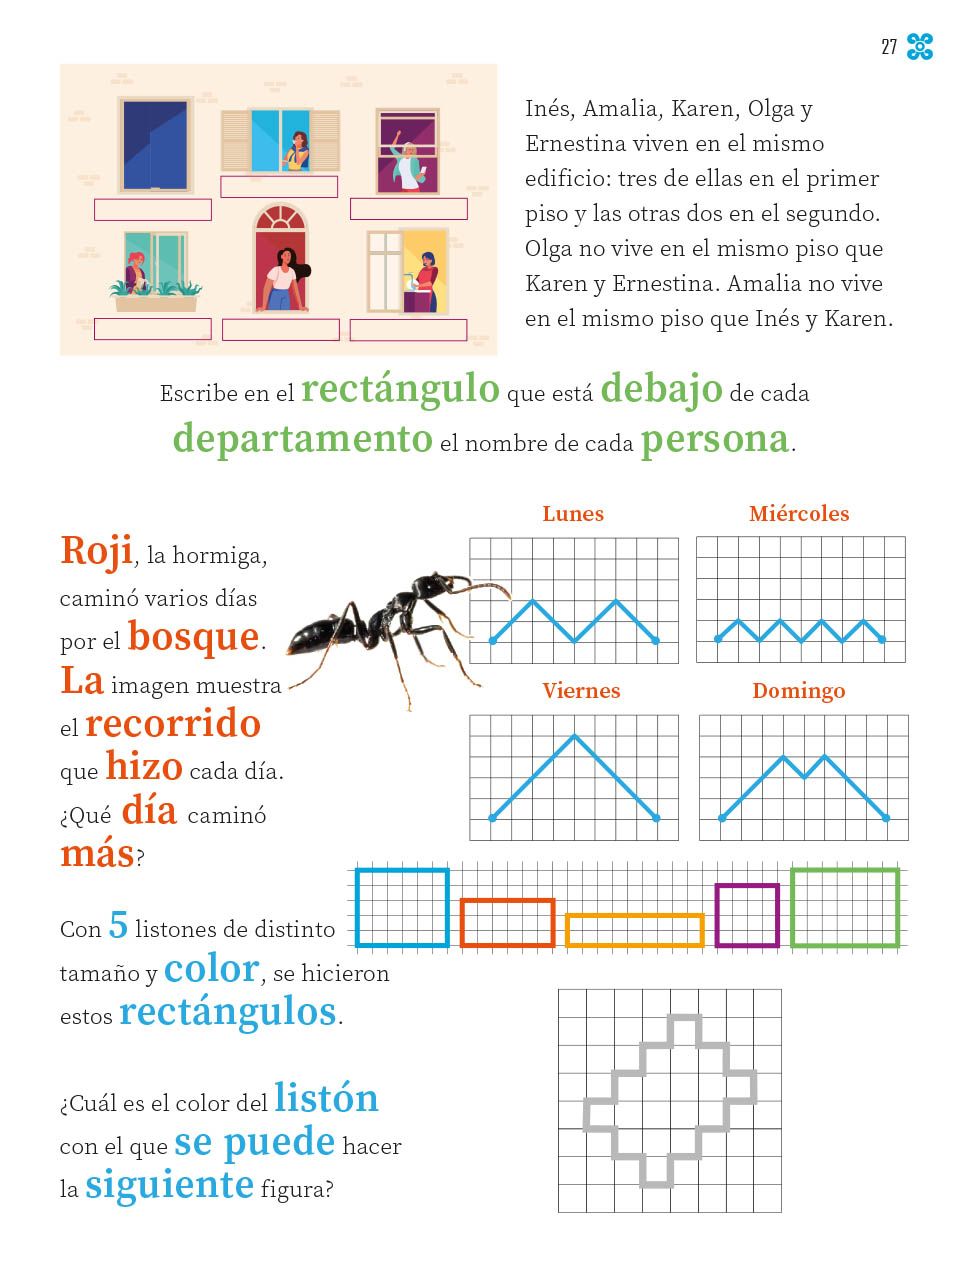 27
Inés, Amalia, Karen, Olga y
Ernestina viven en el mismo
edificio: tres de ellas en el primer
piso y las otras dos en el segundo.
Olga no vive en el mismo piso que
Karen y Ernestina. Amalia no vive
en el mismo piso que Inés y Karen.
Escribe en el rectángulo que está debajo de cada
departamento el nombre de cada persona.
Roji, la hormiga,
caminó varios días
por el bosque.
La imagen muestra
el recorrido
que hizo cada día.
¿Qué día caminó
más?
Lunes
Miércoles
Viernes
Domingo
Con 5 listones de distinto
tamaño y color, se hicieron
estos rectángulos.
¿Cuál es el color del listón
con el que se puede hacer
la siguiente figura?